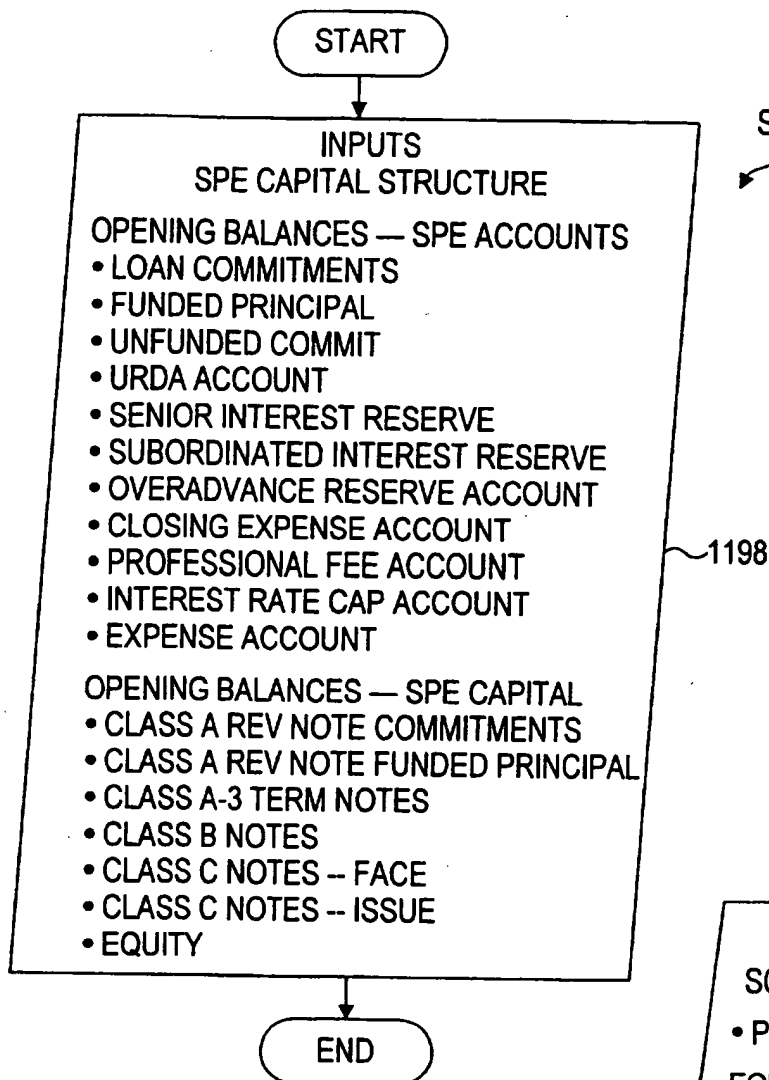 START
INPUTS
SPE CAPITAL STRUCTURE
OPENING BALANCES — SPE ACCOUNTS
• LOAN COMMITMENTS
• FUNDED PRINCIPAL
• UNFUNDED COMMIT
• URDA ACCOUNT
• SENIOR INTEREST RESERVE
• SUBORDINATED INTEREST RESERVE
• OVERADVANCE RESERVE ACCOUNT
• CLOSING EXPENSE ACCOUNT
• PROFESSIONAL FEE ACCOUNT
• INTEREST RATE CAP ACCOUNT
• EXPENSE ACCOUNT
1198
OPENING BALANCES — SPE CAPITAL
• CLASS A REV NOTE COMMITMENTS
• CLASS A REV NOTE FUNDED PRINCIPAL
• CLASS A-3 TERM NOTES
• CLASS B NOTES
• CLASS C NOTES -- FACE
• CLASS C NOTES -- ISSUE
• EQUITY
END